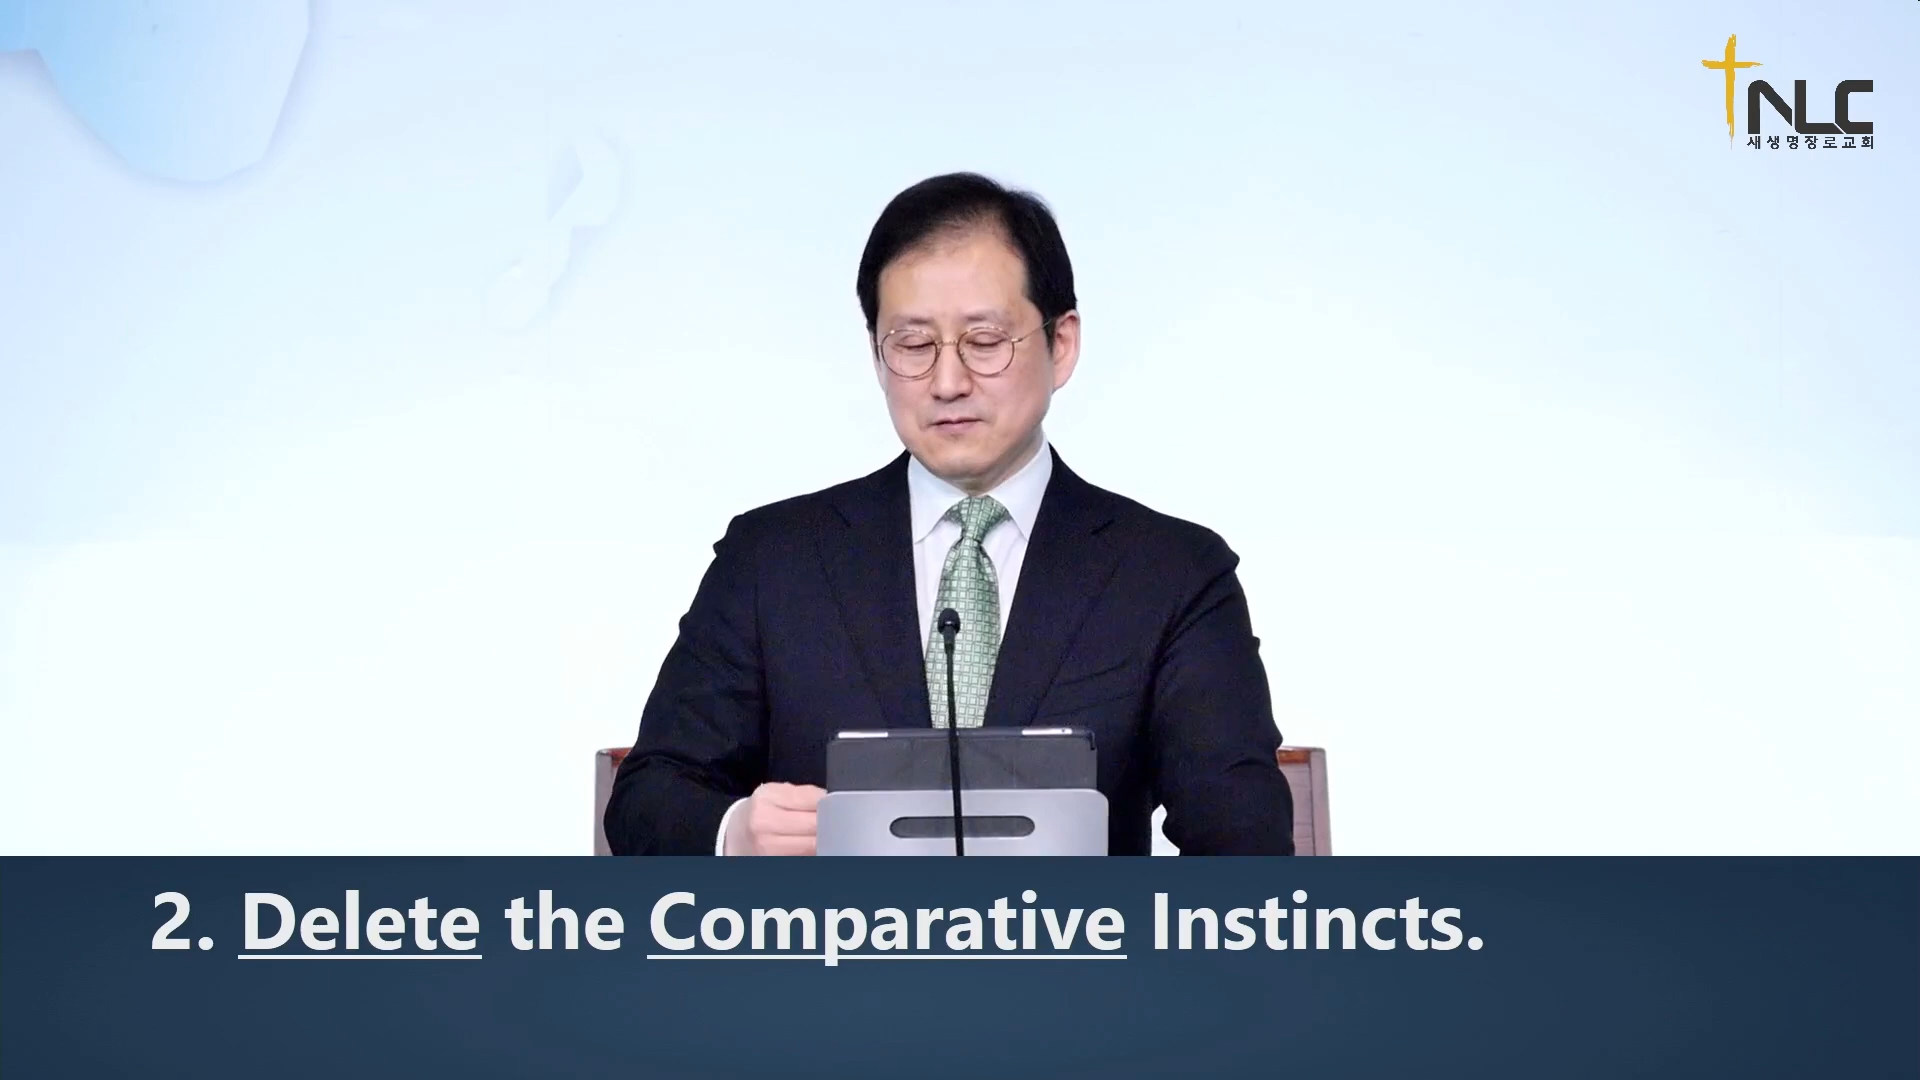 NLC
새생명장로교회
2. Delete the Comparative Instincts.